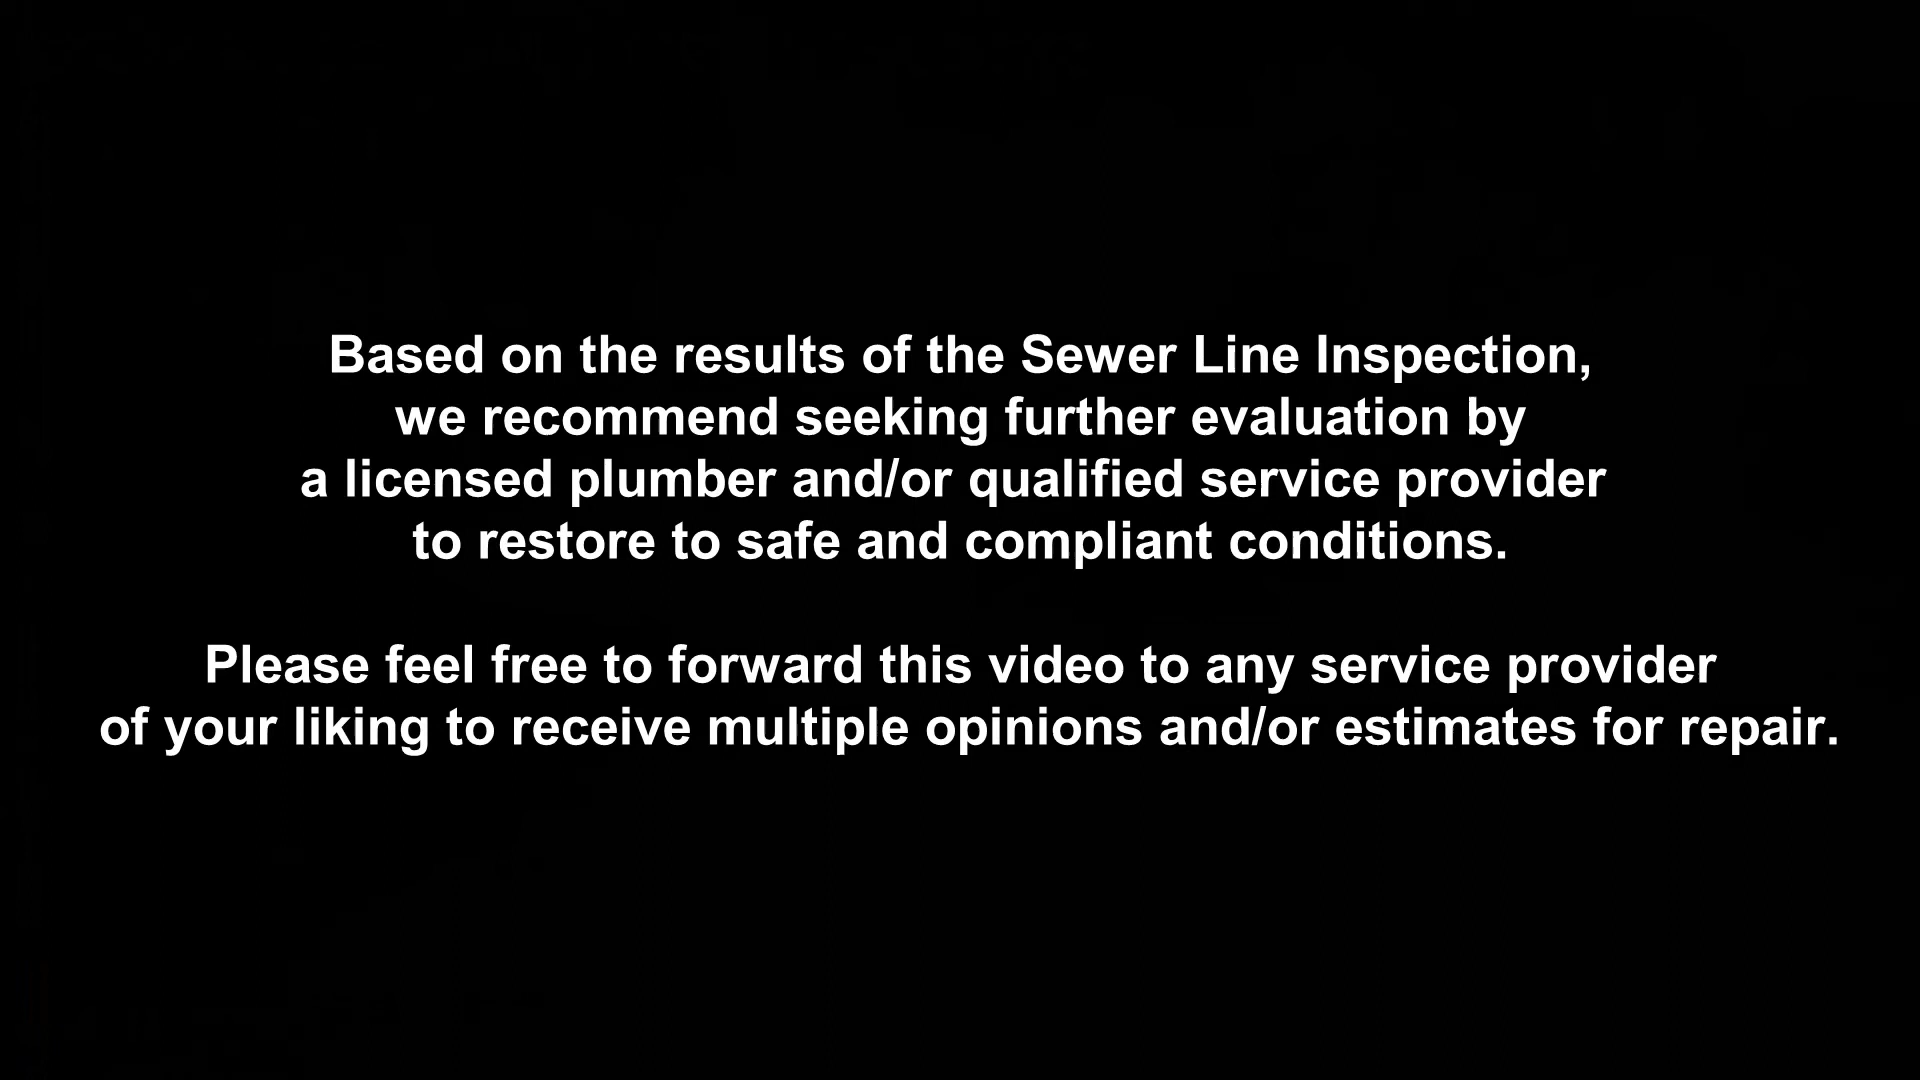 Based on the results of the Sewer Line Inspection,
we recommend seeking further evaluation by
a licensed plumber and/or qualified service provider
to restore to safe and compliant conditions.
Please feel free to forward this video to any service provider
of your liking to receive multiple opinions and/or estimates for repair.